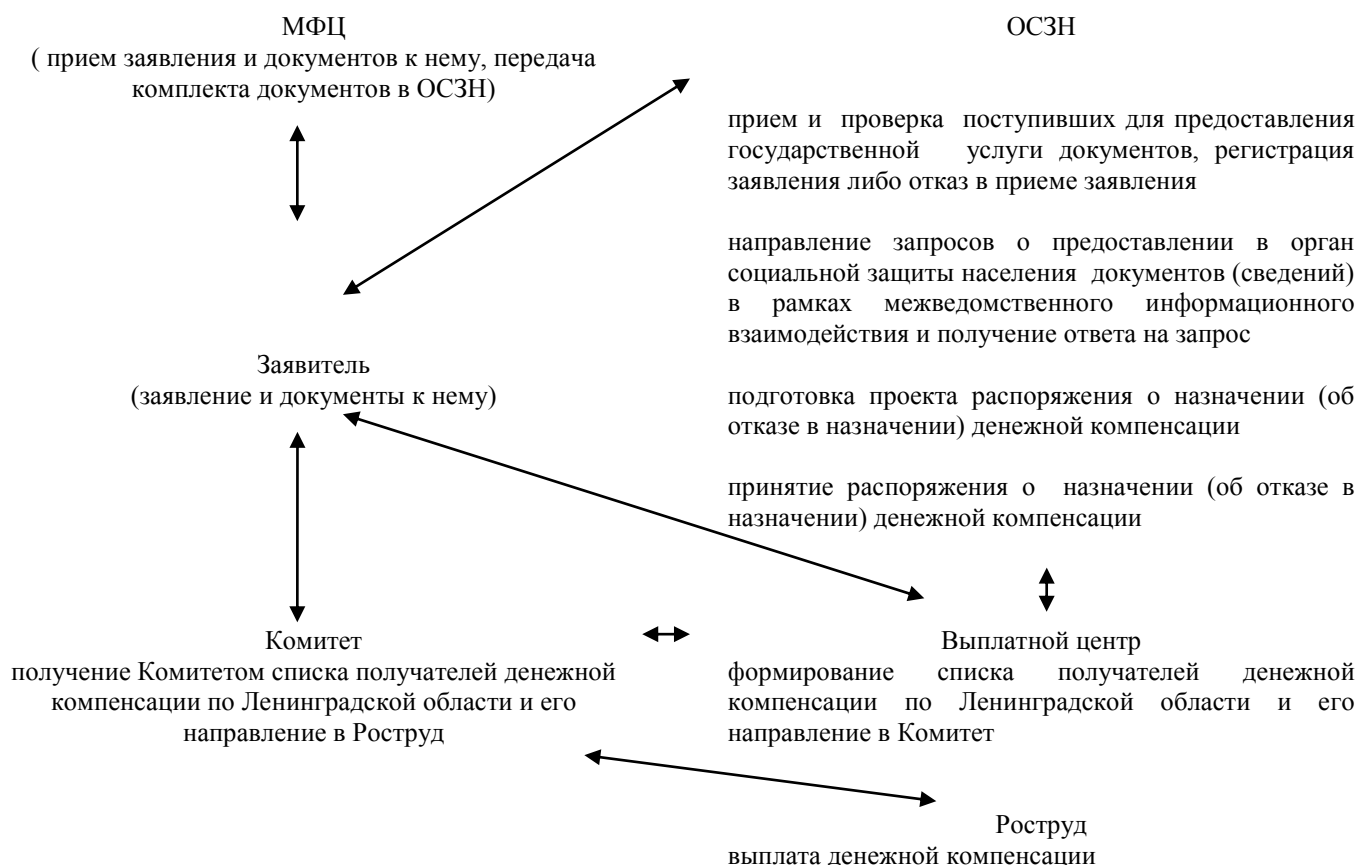 МФЦ
( прием заявления и документов к нему, передача
комплекта документов в ОСЗН)
ОСЗН
прием и проверка поступивших для предоставления
государственной услуги документов, регистрация
заявления либо отказ в приеме заявления
направление запросов о предоставлении в орган
социальной защиты населения документов (сведений)
в рамках межведомственного информационного
взаимодействия и получение ответа на запрос
Заявитель
(заявление и документы к нему)
подготовка проекта распоряжения о назначении (об
отказе в назначении) денежной компенсации
принятие распоряжения о назначении (об отказе в
назначении) денежной компенсации
Комитет
получение Комитетом списка получателей денежной
компенсации по Ленинградской области и его
направление в Роструд
Выплатной центр
формирование списка получателей денежной
компенсации по Ленинградской области и его
направление в Комитет
Роструд
выплата денежной компенсации